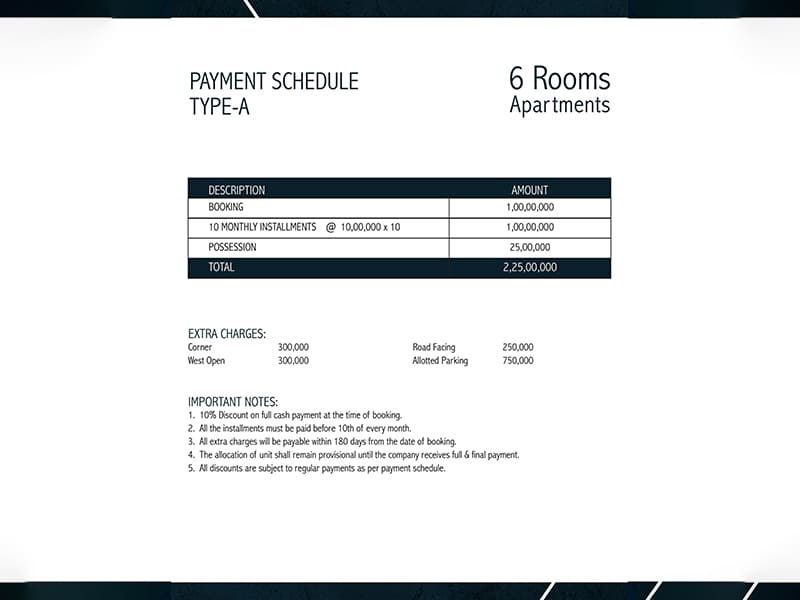 PAYMENT SCHEDULE
TYPE-A
6 Rooms
Apartments
DESCRIPTION AMOUNT
BOOKING 1,00,00,000
10 MONTHLY INSTALLMENTS @ 10,00,000 x 10 1,00,00,000
POSSESSION 25,00,000
TOTAL 2,25,00,000
EXTRA CHARGES:
Corner 300,000 Road Facing 250,000
West Open 300,000 Allotted Parking 750,000
IMPORTANT NOTES:
1. 10% Discount on full cash payment at the time of booking.
2. All the installments must be paid before 10th of every month.
3. All extra charges will be payable within 180 days from the date of booking.
4. The allocation of unit shall remain provisional until the company receives full & final payment.
5. All discounts are subject to regular payments as per payment schedule.